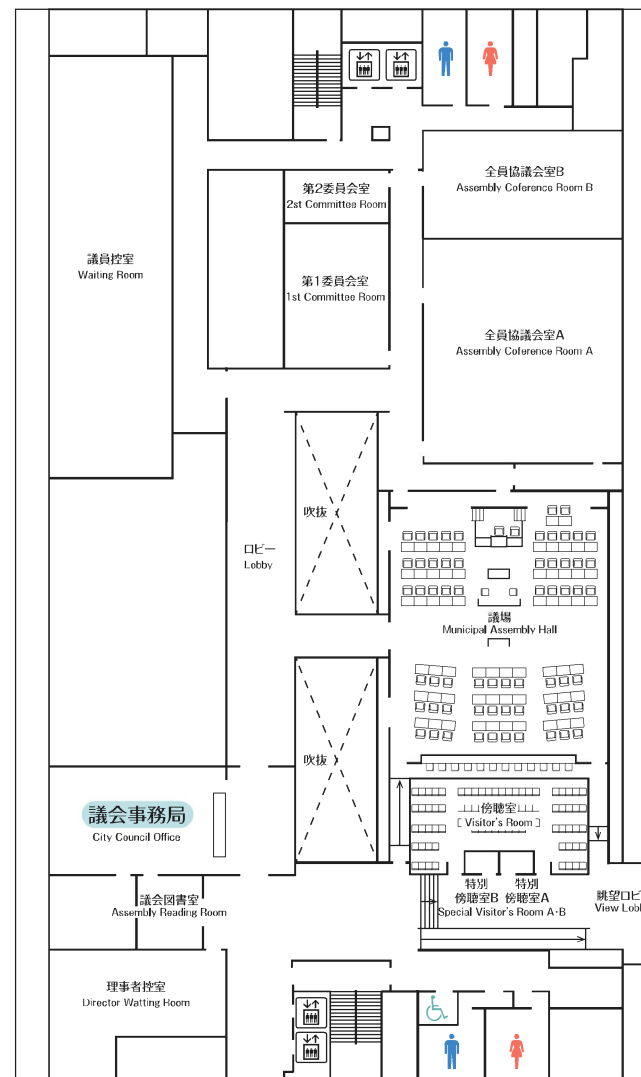 全員協議会室B
Assembly Coference Room B
第2委員会室
2st Committee Room
議員控室
Waiting Room
第1委員会室
1st Committee Room
全員協議会室A
Assembly Coference Room A
吹抜
ロビー
Lobby
議場
Municipal Assembly Hall
吹抜
議会事務局
City Council Office
傍聴室
[ Visitor's Room ]
特別
傍聴室B
特別
傍聴室A
Special Visitor's Room A・B
議会図書室
Assembly Reading Room
眺望ロビ
View Lobb
理事者控室
Director Watting Room